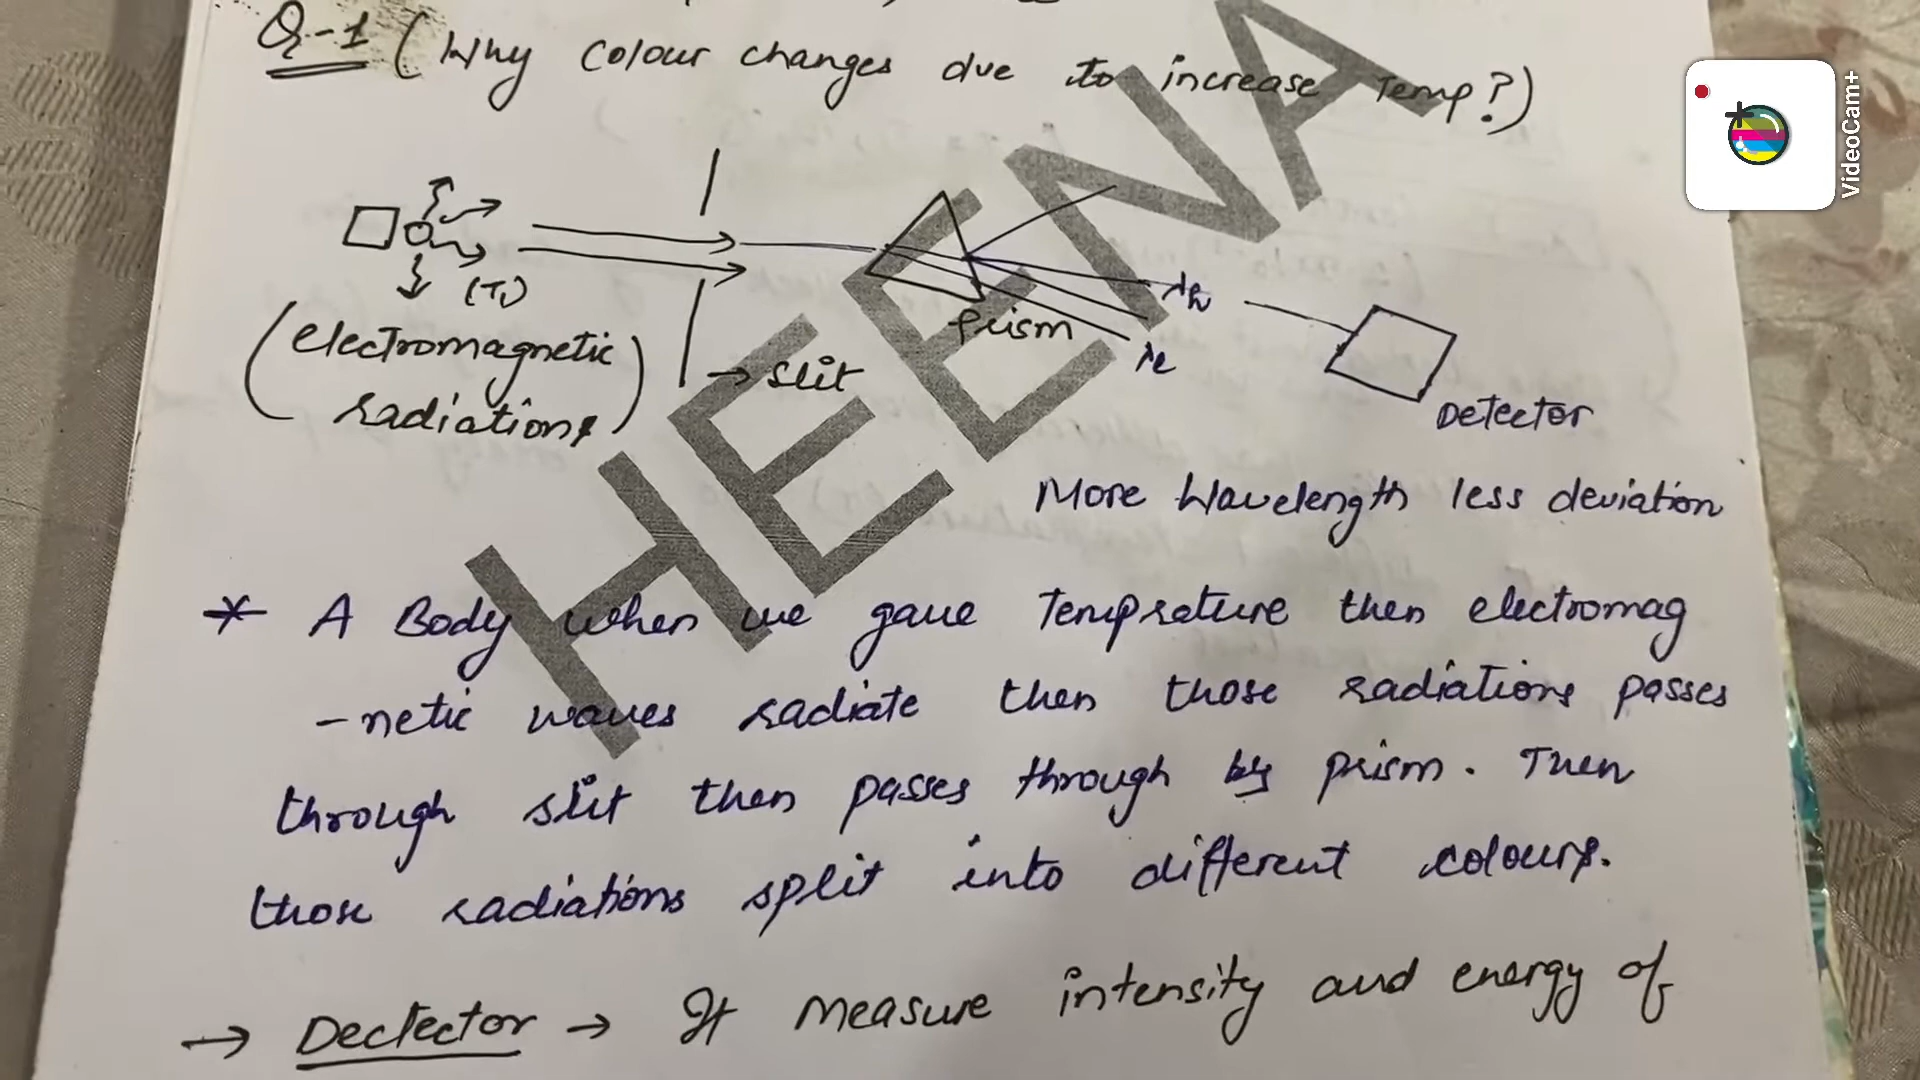 Q-1 (Why Colour changes due to increase Temp?)
(T1)
(electromagnetic radiations)
→ slit
prism
λR
Detector
More Wavelength less deviation
* A Body when we gave Temprature then electromag
-netic waves radiate then those radiations passes
through slit then passes through by prism. Then
those radiations split into different colours.
→ Dectector → It measure intensity and energy of
HEENA
VideoCam+